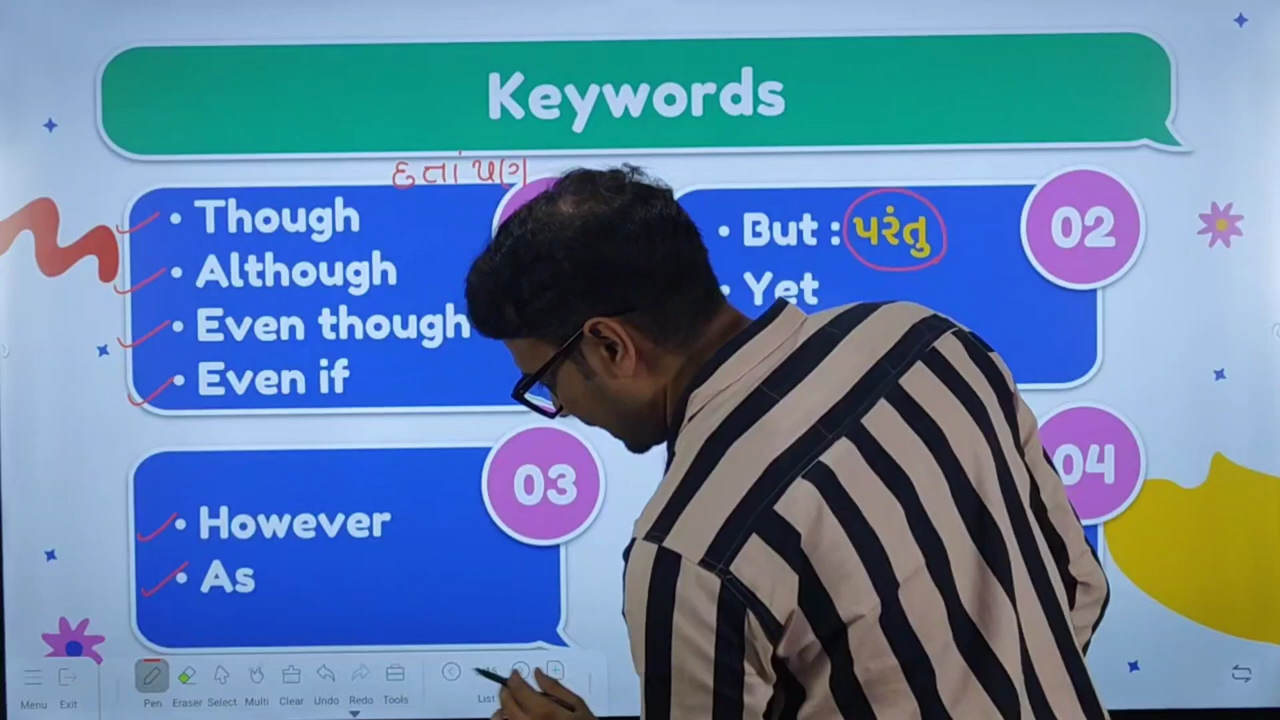 Keywords
હતાં પણ
• Though
• Although
• Even though
• Even if
• But : પરંતુ
• Yet
02
03
• However
• As
04
Menu Exit Pen Eraser Select Multi Clear Undo Redo Tools List